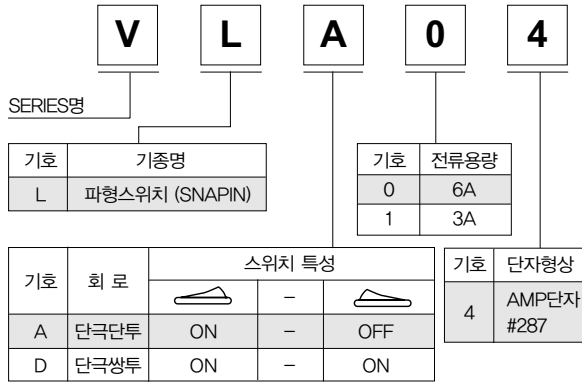 V L A 0 4
SERIES명
기호 기종명
L 파형스위치 (SNAPIN)
기호 전류용량
0 6A
1 3A
기호 회 로 스위치 특성
–
A 단극단투 ON – OFF
D 단극쌍투 ON – ON
기호 단자형상
4 AMP단자
#287